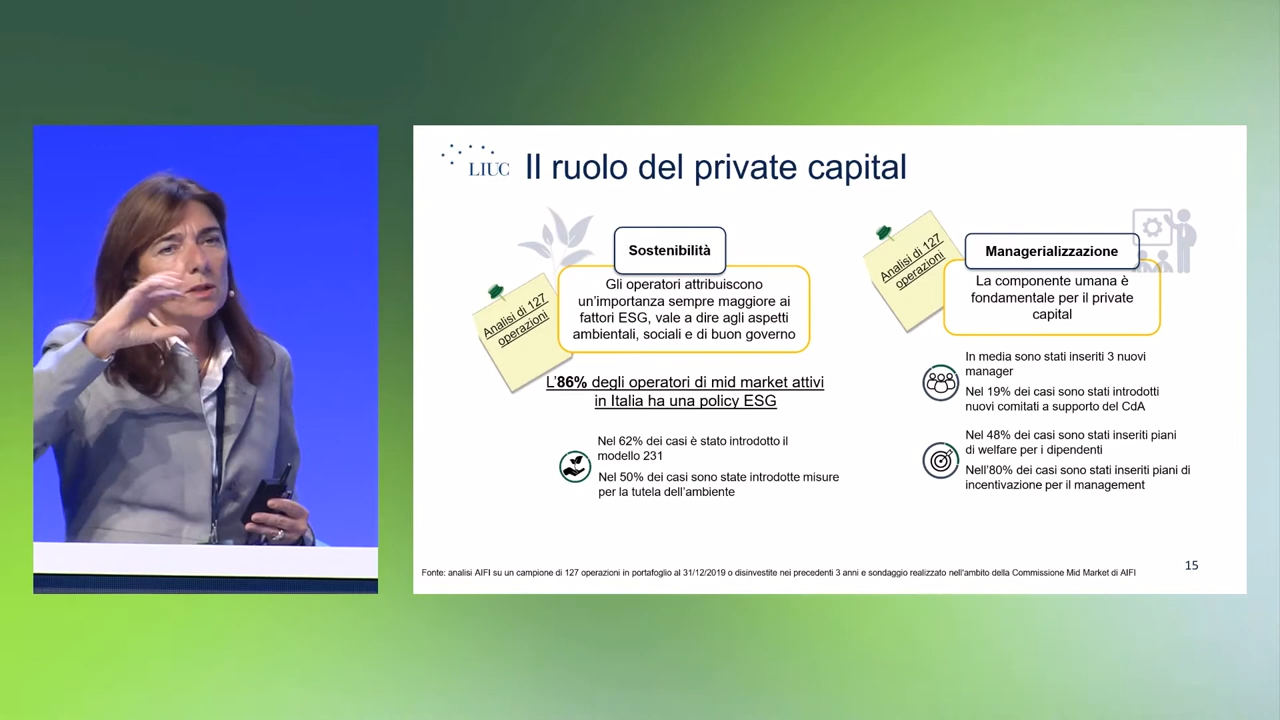 LIUC
Il ruolo del private capital
Sostenibilità
Analisi di 127
operazioni
Gli operatori attribuiscono
un'importanza sempre maggiore ai
fattori ESG, vale a dire agli aspetti
ambientali, sociali e di buon governo
L'86% degli operatori di mid market attivi
in Italia ha una policy ESG
Nel 62% dei casi è stato introdotto il
modello 231
Nel 50% dei casi sono state introdotte misure
per la tutela dell'ambiente
Analisi di 127
operazioni
Managerializzazione
La componente umana è
fondamentale per il private
capital
In media sono stati inseriti 3 nuovi
manager
Nel 19% dei casi sono stati introdotti
nuovi comitati a supporto del CdA
Nel 48% dei casi sono stati inseriti piani
di welfare per i dipendenti
Nell'80% dei casi sono stati inseriti piani di
incentivazione per il management
Fonte: analisi AIFI su un campione di 127 operazioni in portafoglio al 31/12/2019 o disinvestite nei precedenti 3 anni e sondaggio realizzato nell'ambito della Commissione Mid Market di AIFI
15